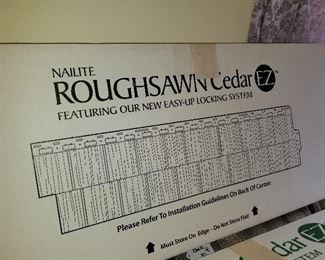 NAILITE
ROUGHSAWN Cedar EZ™
FEATURING OUR NEW EASY-UP LOCKING SYSTEM
Please Refer To Installation Guidelines On Back Of Carton
Must Store On Edge - Do Not Store Flat!